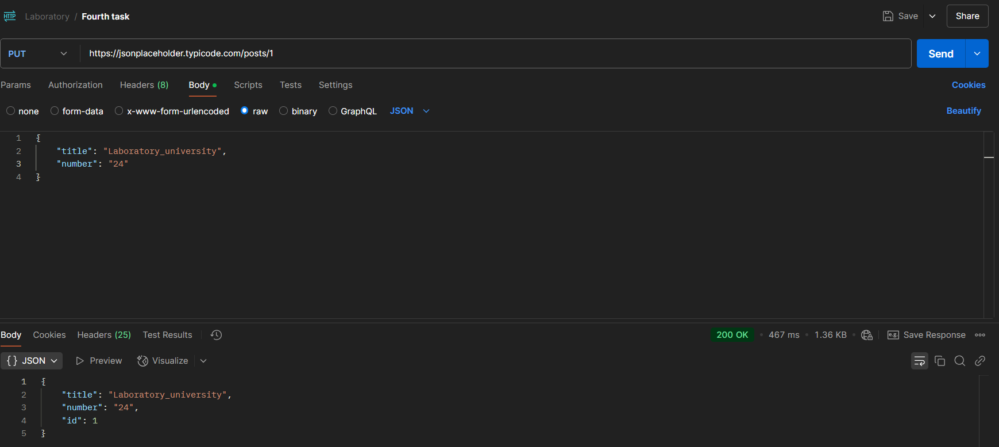 HTTP Laboratory / Fourth task Save Share
PUT https://jsonplaceholder.typicode.com/posts/1 Send
Params Authorization Headers (8) Body Scripts Tests Settings Cookies
none form-data x-www-form-urlencoded raw binary GraphQL JSON Beautify
1 {
2 "title": "Laboratory_university",
3 "number": "24"
4 }
Body Cookies Headers (25) Test Results 200 OK • 467 ms • 1.36 KB • e.g. Save Response
{} JSON Preview Visualize
1 {
2 "title": "Laboratory_university",
3 "number": "24",
4 "id": 1
5 }